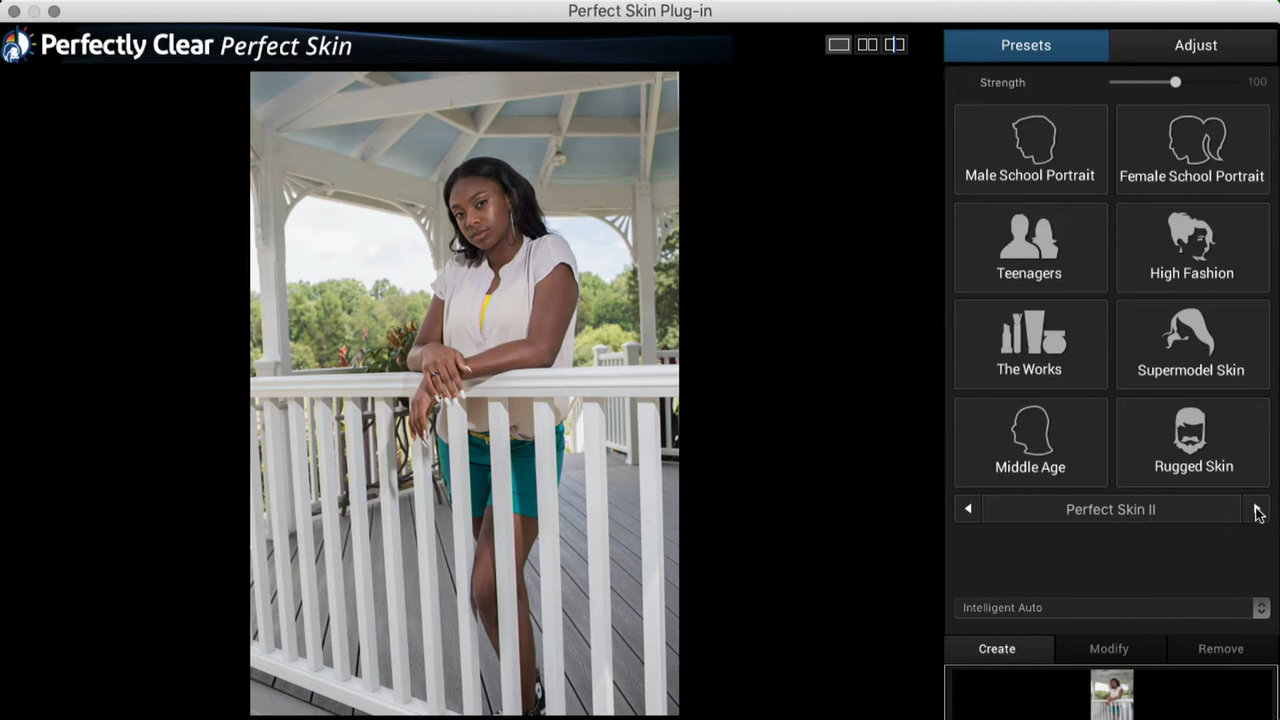 Perfect Skin Plug-in
Perfectly Clear Perfect Skin
Presets
Adjust
Strength
100
Male School Portrait
Female School Portrait
Teenagers
High Fashion
The Works
Supermodel Skin
Middle Age
Rugged Skin
Perfect Skin II
Intelligent Auto
Create
Modify
Remove